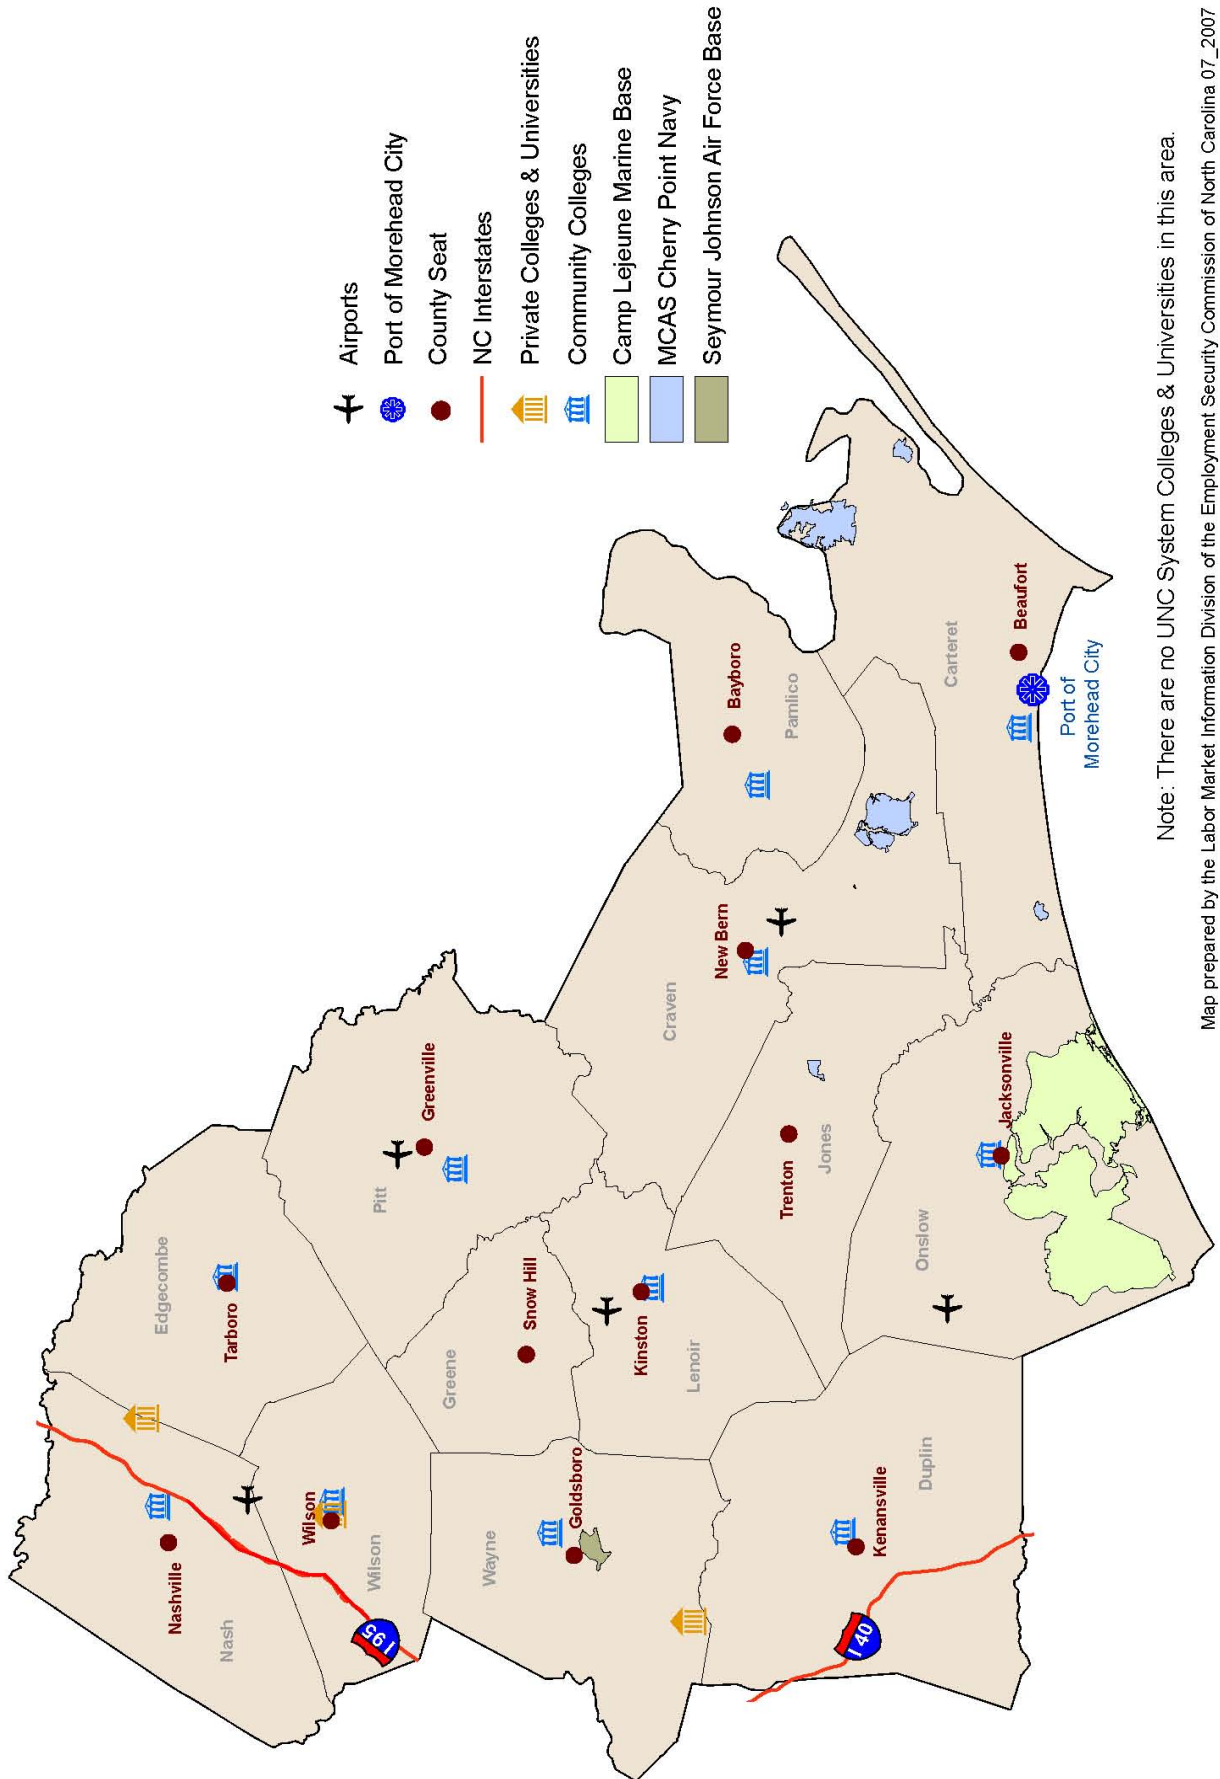 Nash
Nashville
Edgecombe
Tarboro
Wilson
Wilson
I 95
Pitt
Greenville
Greene
Snow Hill
Wayne
Goldsboro
Kinston
Lenoir
Craven
New Bern
Bayboro
Pamlico
Trenton
Jones
Kenansville
Duplin
I 40
Onslow
Jacksonville
Carteret
Beaufort
Port of
Morehead City
Airports
Port of Morehead City
County Seat
NC Interstates
Private Colleges & Universities
Community Colleges
Camp Lejeune Marine Base
MCAS Cherry Point Navy
Seymour Johnson Air Force Base
Note: There are no UNC System Colleges & Universities in this area.
Map prepared by the Labor Market Information Division of the Employment Security Commission of North Carolina 07_2007